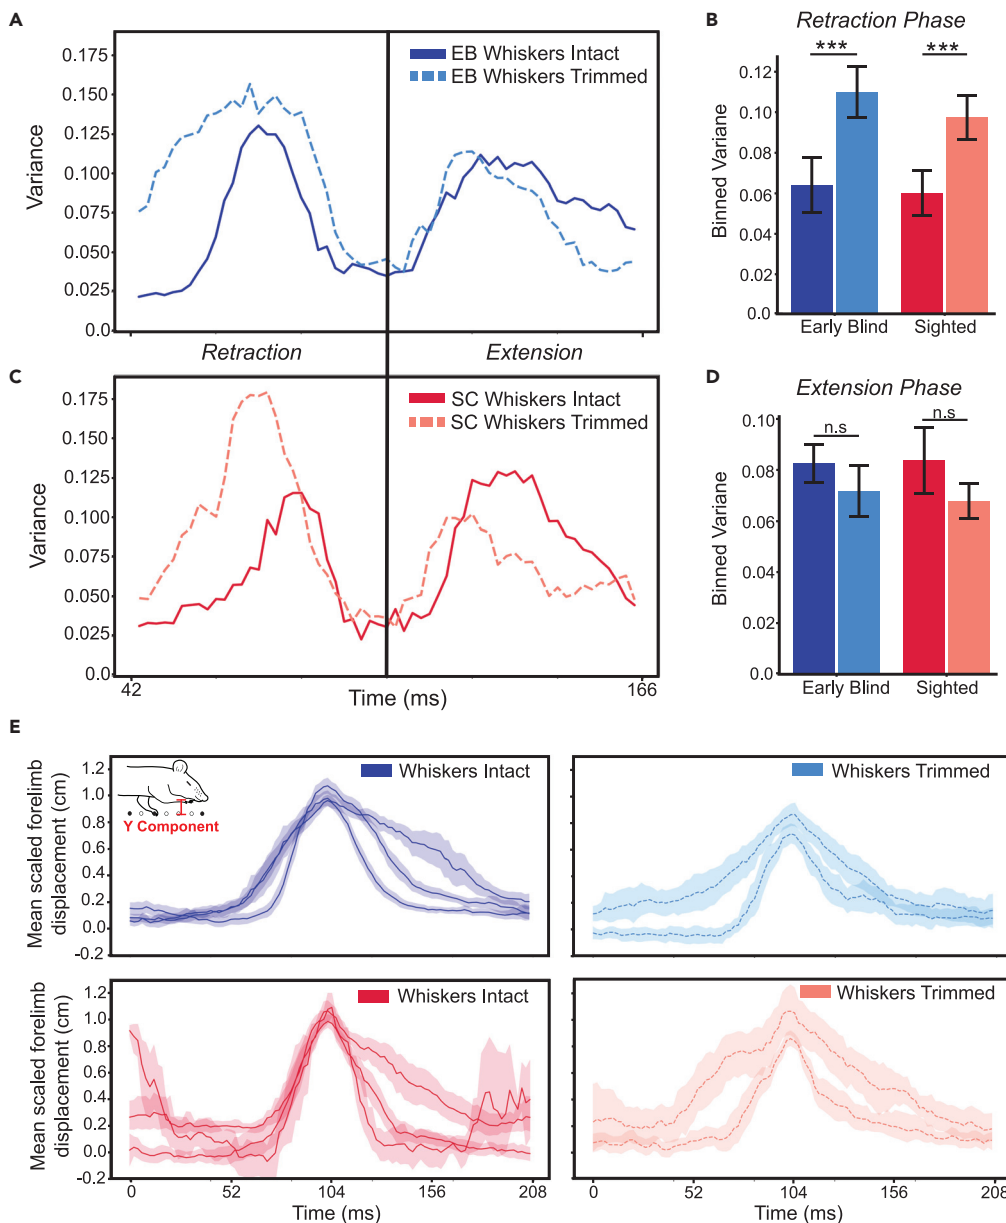 A
0.175
0.150
0.125
0.100
0.075
0.050
0.025
0.0
Variance
EB Whiskers Intact
EB Whiskers Trimmed
Retraction
Extension
B
Retraction Phase
***
***
0.12
0.10
0.08
0.06
0.04
0.02
0.0
Binned Variane
Early Blind
Sighted
C
0.175
0.150
0.125
0.100
0.075
0.050
0.025
0.0
Variance
SC Whiskers Intact
SC Whiskers Trimmed
42
166
Time (ms)
D
Extension Phase
n.s
n.s
0.10
0.08
0.06
0.04
0.02
0.0
Binned Variane
Early Blind
Sighted
E
Mean scaled forelimb
displacement (cm)
1.2
1.0
0.8
0.6
0.4
0.2
0.0
-0.2
Y Component
Whiskers Intact
Whiskers Trimmed
Mean scaled forelimb
displacement (cm)
1.2
1.0
0.8
0.6
0.4
0.2
0.0
-0.2
Whiskers Intact
Whiskers Trimmed
0
52
104
156
208
Time (ms)
0
52
104
156
208
Time (ms)